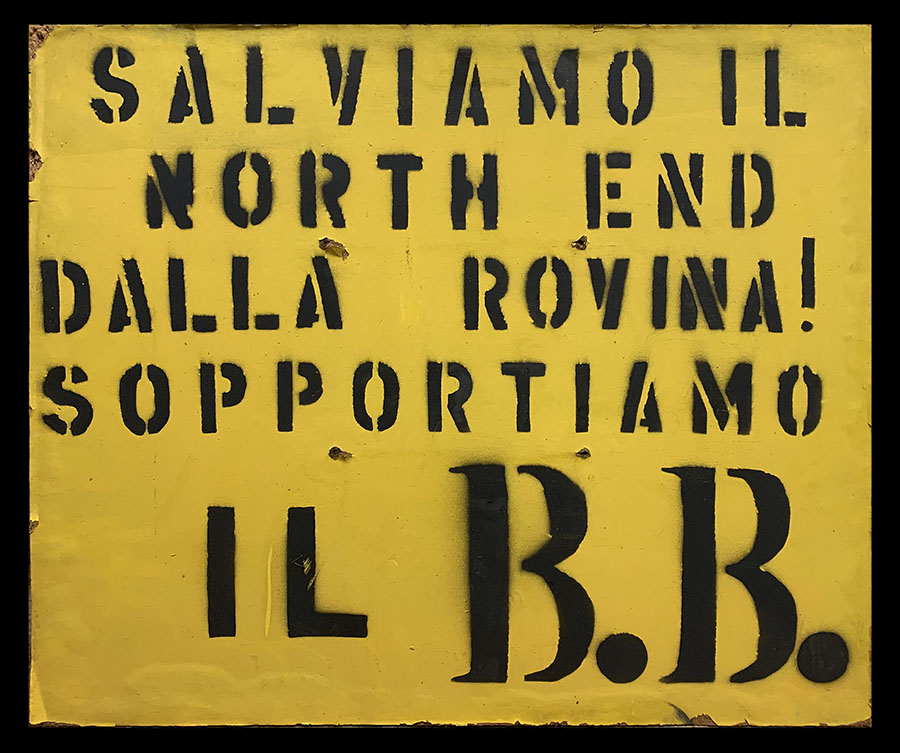 SALVIAMO IL
NORTH END
DALLA ROVINA!
SOPPORTIAMO
IL B.B.